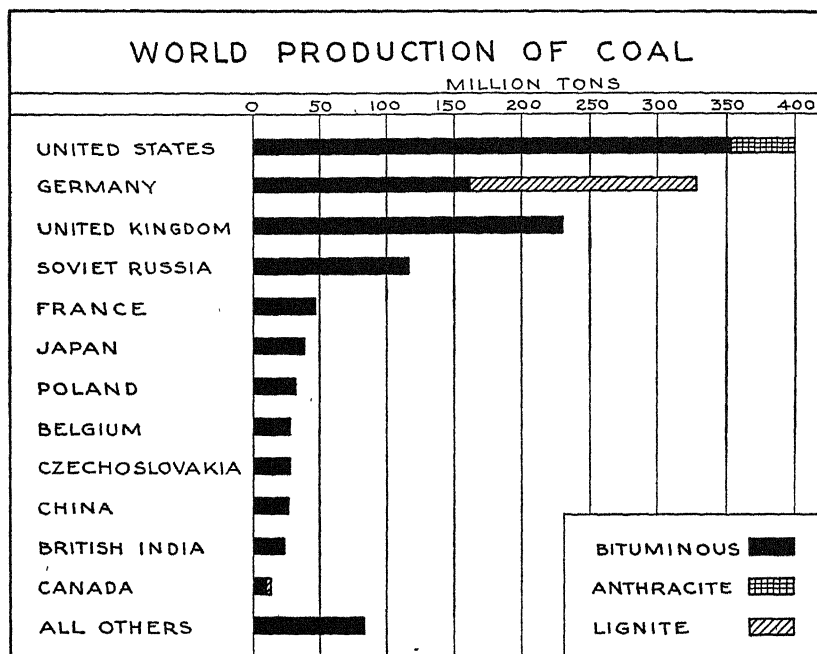 WORLD PRODUCTION OF COAL
MILLION TONS
0 50 100 150 200 250 300 350 400
UNITED STATES
GERMANY
UNITED KINGDOM
SOVIET RUSSIA
FRANCE
JAPAN
POLAND
BELGIUM
CZECHOSLOVAKIA
CHINA
BRITISH INDIA
CANADA
ALL OTHERS
BITUMINOUS
ANTHRACITE
LIGNITE